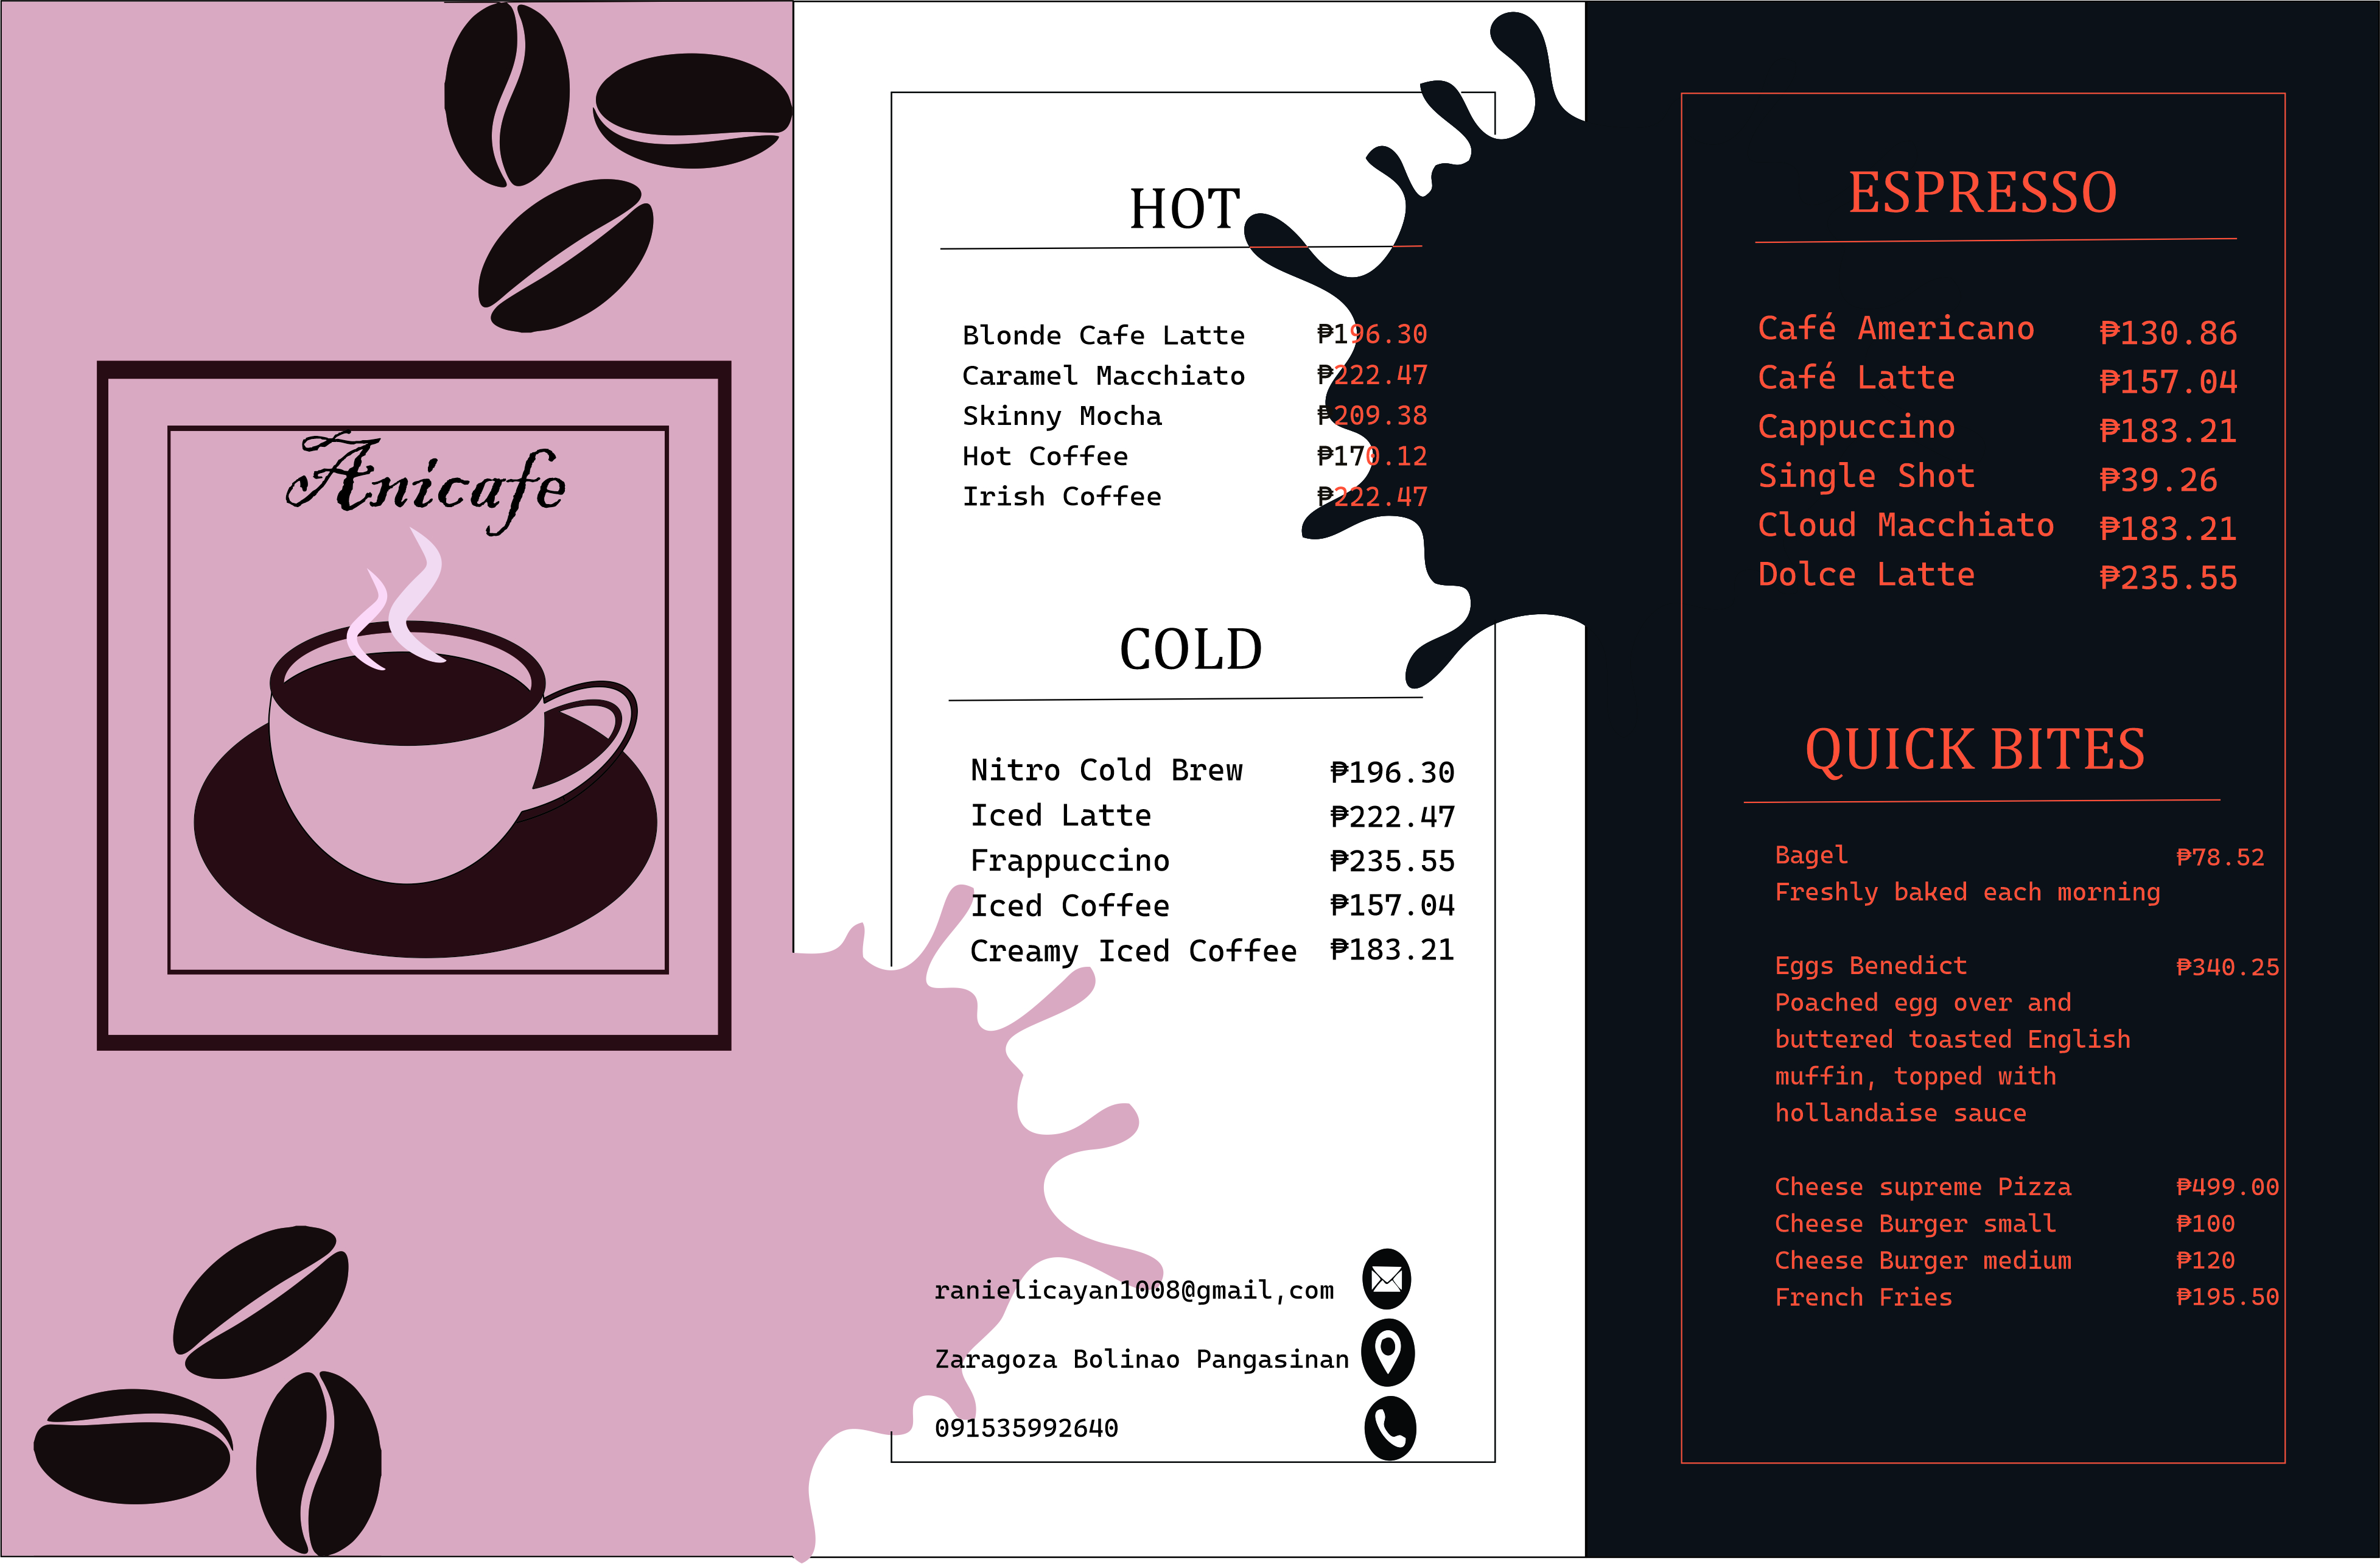 Anicafe
HOT
Blonde Cafe Latte ₱196.30
Caramel Macchiato ₱222.47
Skinny Mocha ₱209.38
Hot Coffee ₱170.12
Irish Coffee ₱222.47
COLD
Nitro Cold Brew ₱196.30
Iced Latte ₱222.47
Frappuccino ₱235.55
Iced Coffee ₱157.04
Creamy Iced Coffee ₱183.21
ranielicayan1008@gmail,com
Zaragoza Bolinao Pangasinan
091535992640
ESPRESSO
Café Americano ₱130.86
Café Latte ₱157.04
Cappuccino ₱183.21
Single Shot ₱39.26
Cloud Macchiato ₱183.21
Dolce Latte ₱235.55
QUICK BITES
Bagel ₱78.52
Freshly baked each morning
Eggs Benedict ₱340.25
Poached egg over and
buttered toasted English
muffin, topped with
hollandaise sauce
Cheese supreme Pizza ₱499.00
Cheese Burger small ₱100
Cheese Burger medium ₱120
French Fries ₱195.50